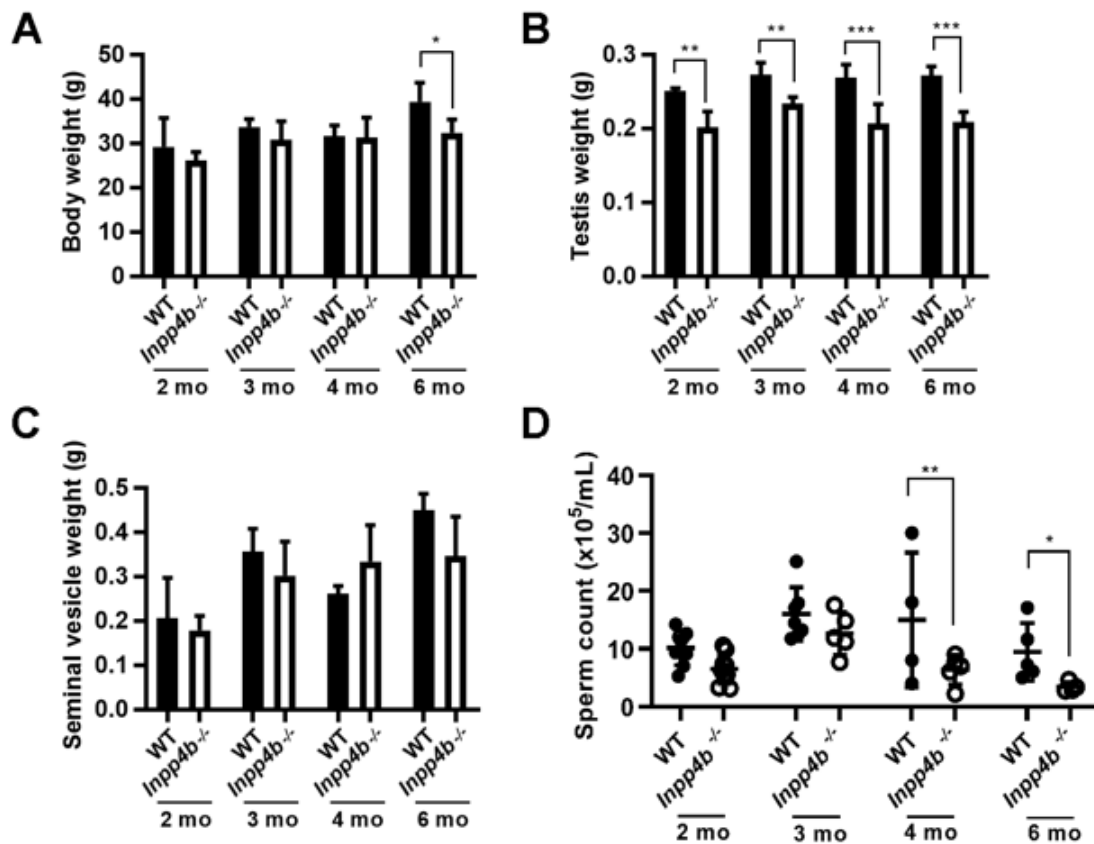 A
Body weight (g)
50
40
30
20
10
0
*
WT
Inpp4b-/-
WT
Inpp4b-/-
WT
Inpp4b-/-
WT
Inpp4b-/-
2 mo
3 mo
4 mo
6 mo
B
Testis weight (g)
0.3
0.2
0.1
0.0
**
**
***
***
WT
Inpp4b-/-
WT
Inpp4b-/-
WT
Inpp4b-/-
WT
Inpp4b-/-
2 mo
3 mo
4 mo
6 mo
C
Seminal vesicle weight (g)
0.5
0.4
0.3
0.2
0.1
0.0
WT
Inpp4b-/-
WT
Inpp4b-/-
WT
Inpp4b-/-
WT
Inpp4b-/-
2 mo
3 mo
4 mo
6 mo
D
Sperm count (x10⁵/mL)
40
30
20
10
0
**
*
WT
Inpp4b-/-
WT
Inpp4b-/-
WT
Inpp4b-/-
WT
Inpp4b-/-
2 mo
3 mo
4 mo
6 mo